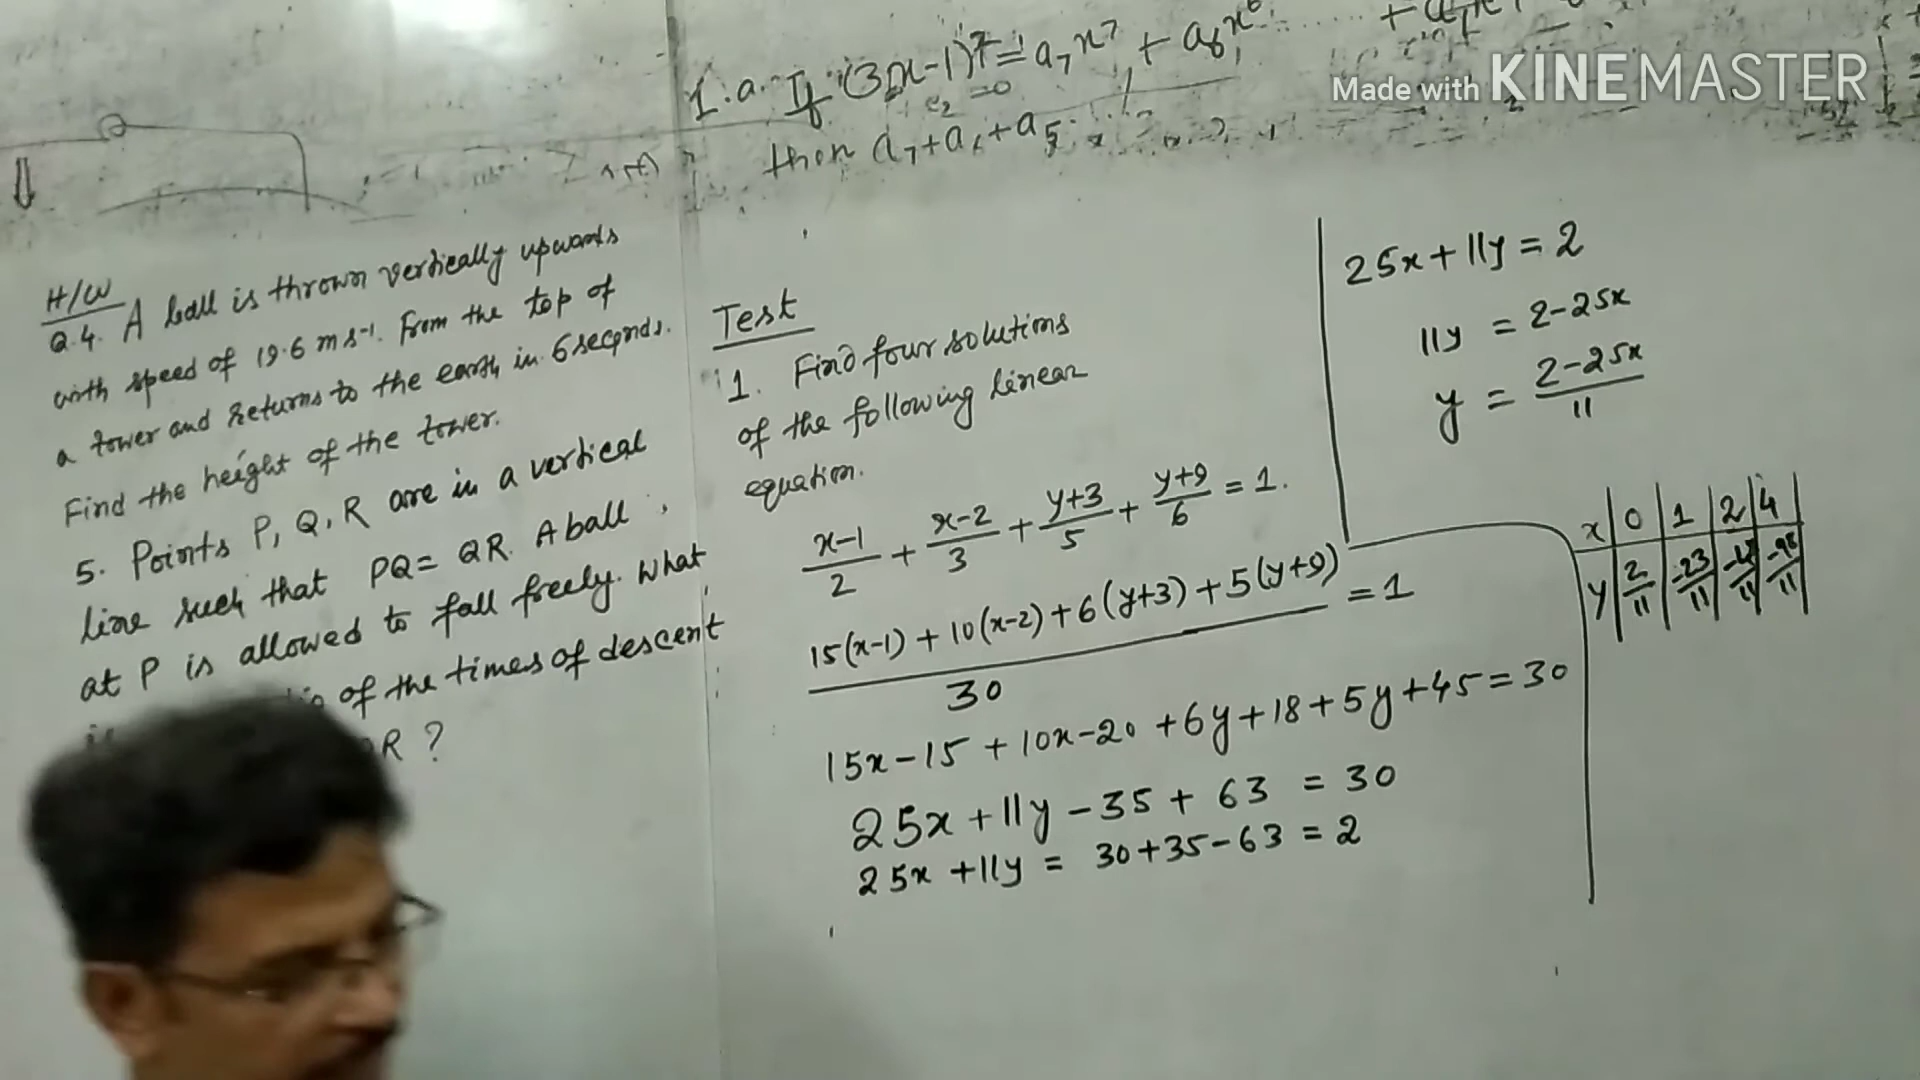 1.a. If (3x-1)⁷ = a₇x⁷ + a₆x⁶
then a₇+a₆+a₅
Made with KINEMASTER
H/W
Q.4. A ball is thrown vertically upwards
with speed of 19.6 m s⁻¹. From the top of
a tower and returns to the earth in 6 seconds.
Find the height of the tower.
5. Points P, Q, R are in a vertical
line such that PQ = QR. A ball
at P is allowed to fall freely. What
of the times of descent
R ?
Test
1. Find four solutions
of the following linear
equation.
x-1/2 + x-2/3 + y+3/5 + y+9/6 = 1.
15(x-1) + 10(x-2) + 6(y+3) + 5(y+9)/30 = 1
15x-15 + 10x-20 + 6y+18+5y+45 = 30
25x + 11y - 35 + 63 = 30
25x + 11y = 30+35-63 = 2
25x + 11y = 2
11y = 2-25x
y = 2-25x/11
x 0 1 2 4
y 2/11 -23/11 -48/11 -98/11